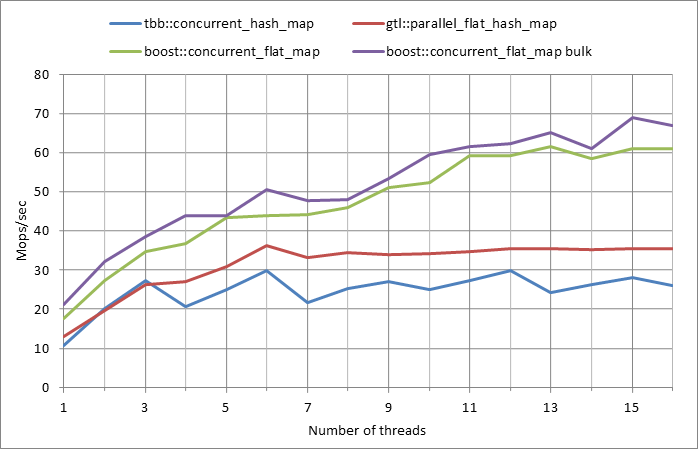 tbb::concurrent_hash_map gtl::parallel_flat_hash_map
boost::concurrent_flat_map boost::concurrent_flat_map bulk
80
70
60
50
40
30
20
10
0
Mops/sec
1 3 5 7 9 11 13 15
Number of threads